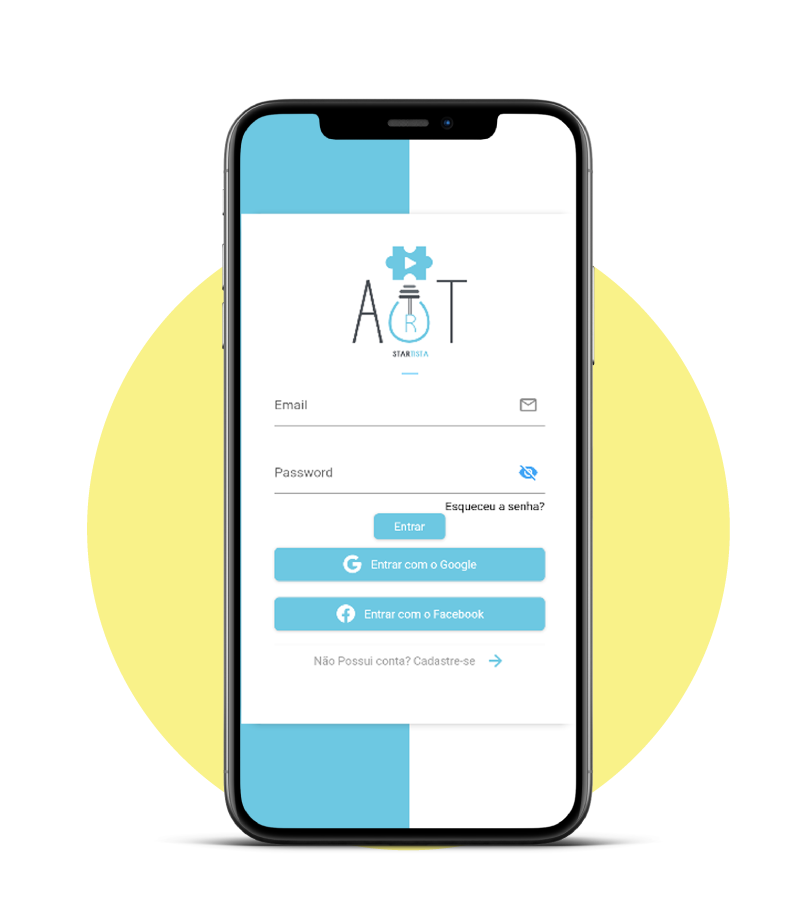 ART
STARTISTA
Email
Password
Esqueceu a senha?
Entrar
Entrar com o Google
Entrar com o Facebook
Não Possui conta? Cadastre-se